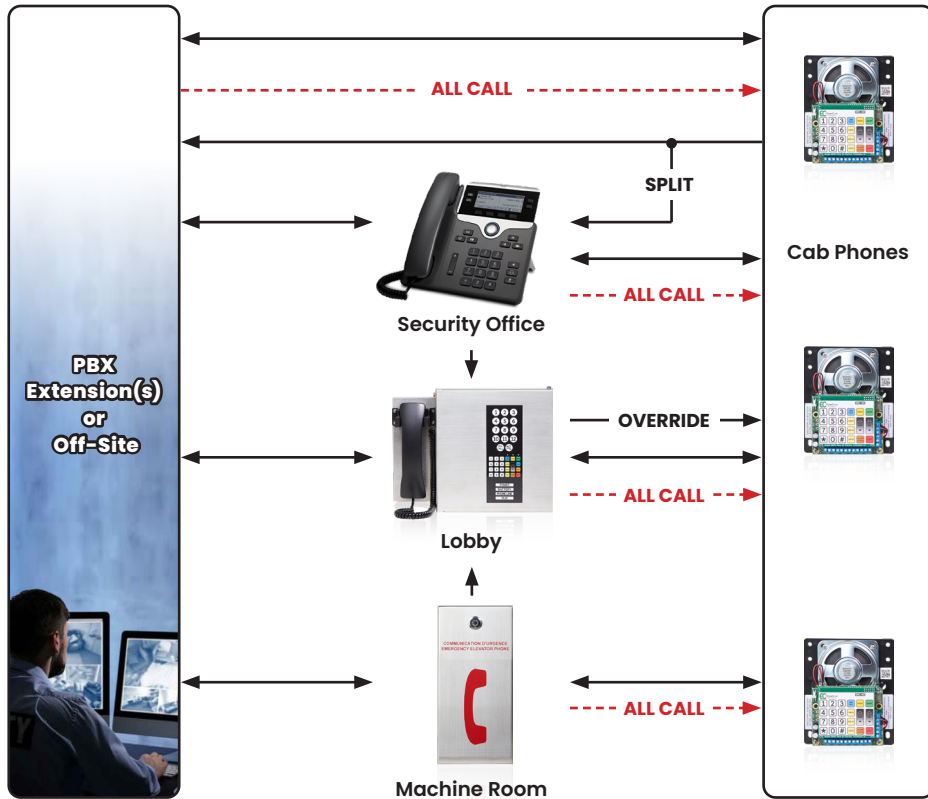 ALL CALL
SPLIT
Cab Phones
ALL CALL
Security Office
PBX
Extension(s)
or
Off-Site
OVERRIDE
ALL CALL
Lobby
COMMUNICATION D'URGENCE
EMERGENCY ELEVATOR PHONE
ALL CALL
Machine Room